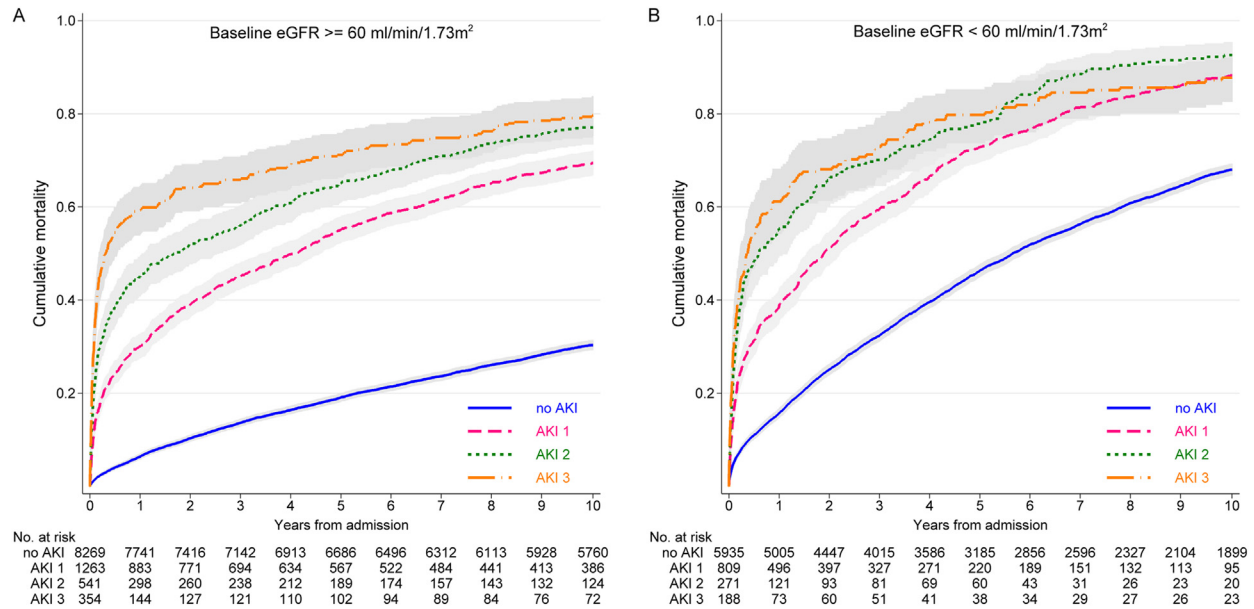 A
Baseline eGFR >= 60 ml/min/1.73m²
Cumulative mortality
1.0
0.8
0.6
0.4
0.2
no AKI
AKI 1
AKI 2
AKI 3
0 1 2 3 4 5 6 7 8 9 10
Years from admission
No. at risk
no AKI 8269 7741 7416 7142 6913 6686 6496 6312 6113 5928 5760
AKI 1 1263 883 771 694 634 567 522 484 441 413 386
AKI 2 541 298 260 238 212 189 174 157 143 132 124
AKI 3 354 144 127 121 110 102 94 89 84 76 72
B
Baseline eGFR < 60 ml/min/1.73m²
Cumulative mortality
1.0
0.8
0.6
0.4
0.2
no AKI
AKI 1
AKI 2
AKI 3
0 1 2 3 4 5 6 7 8 9 10
Years from admission
No. at risk
no AKI 5935 5005 4447 4015 3586 3185 2856 2596 2327 2104 1899
AKI 1 809 496 397 327 271 220 189 151 132 113 95
AKI 2 271 121 93 81 69 60 43 31 26 23 20
AKI 3 188 73 60 51 41 38 34 29 27 26 23